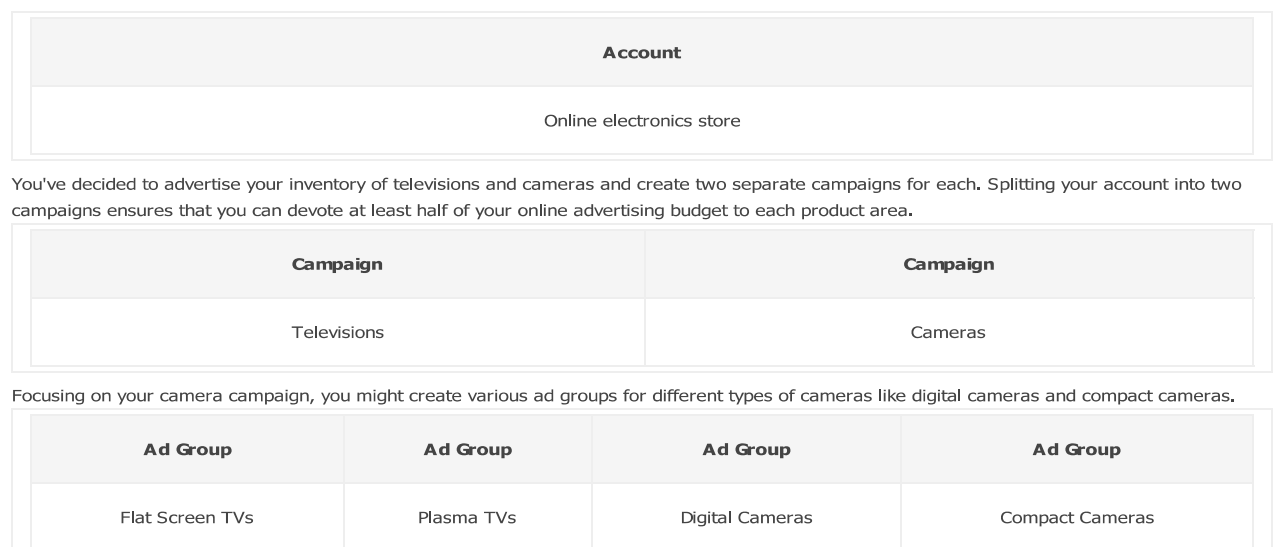 Account
Online electronics store
You've decided to advertise your inventory of televisions and cameras and create two separate campaigns for each. Splitting your account into two
campaigns ensures that you can devote at least half of your online advertising budget to each product area.
Campaign Campaign
Televisions Cameras
Focusing on your camera campaign, you might create various ad groups for different types of cameras like digital cameras and compact cameras.
Ad Group Ad Group Ad Group Ad Group
Flat Screen TVs Plasma TVs Digital Cameras Compact Cameras